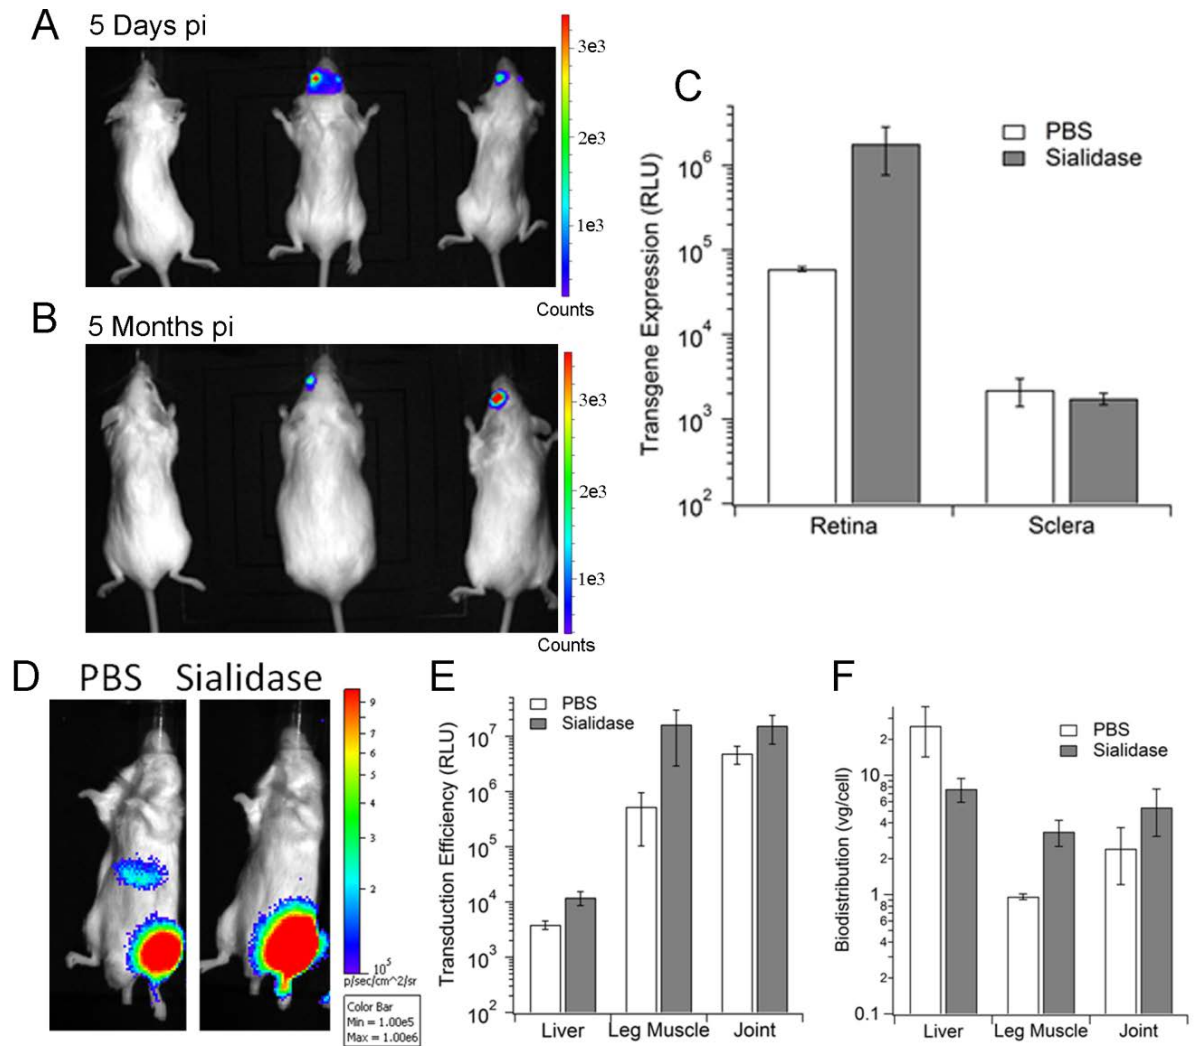 A
5 Days pi
3e3
2e3
1e3
Counts
B
5 Months pi
3e3
2e3
1e3
Counts
C
Transgene Expression (RLU)
10^6
10^5
10^4
10^3
10^2
PBS
Sialidase
Retina
Sclera
D
PBS Sialidase
9
8
7
6
5
4
3
2
10^5
p/sec/cm^2/sr
Color Bar
Min = 1.00e5
Max = 1.00e6
E
Transduction Efficiency (RLU)
10^7
10^6
10^5
10^4
10^3
10^2
PBS
Sialidase
Liver
Leg Muscle
Joint
F
Biodistribution (vg/cell)
2
10
8
6
4
2
1
8
6
4
2
0.1
PBS
Sialidase
Liver
Leg Muscle
Joint